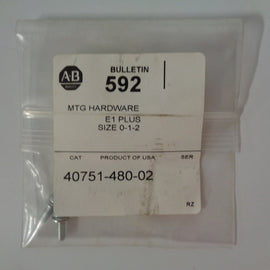 A-B
BULLETIN
592
MTG HARDWARE
E1 PLUS
SIZE 0-1-2
CAT PRODUCT OF USA SER
40751-480-02
RZ